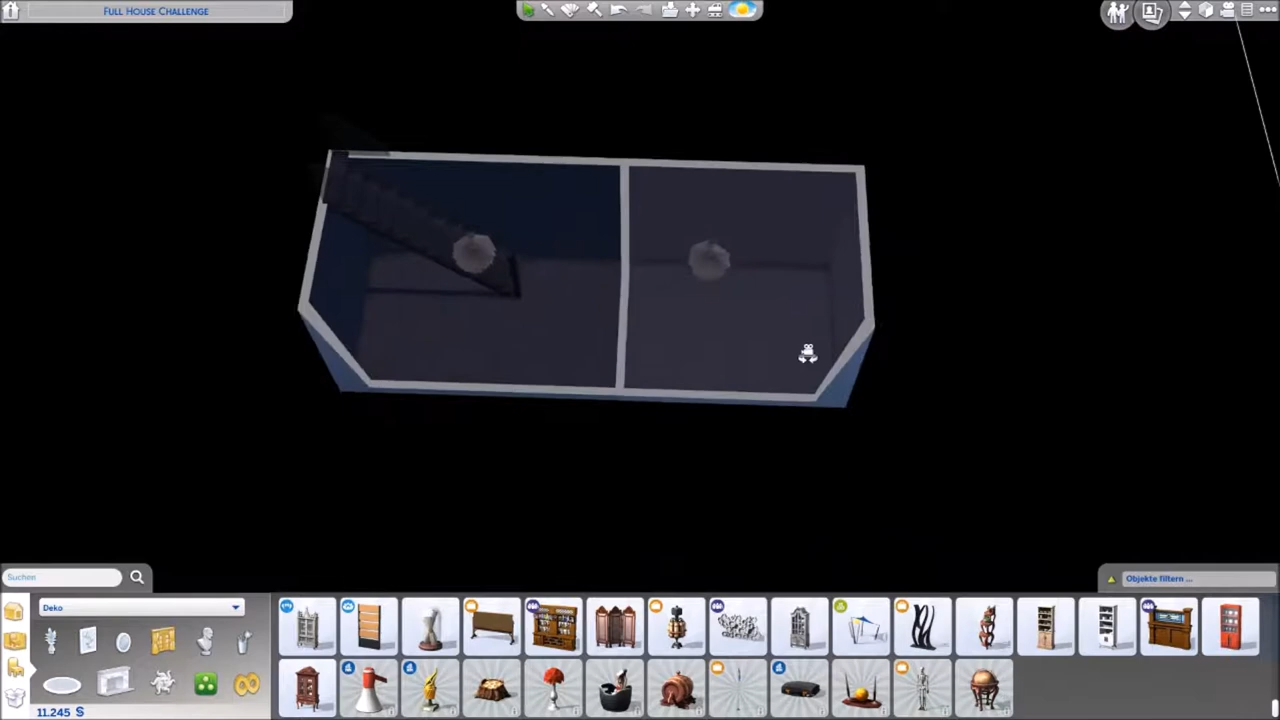 Full House Challenge
Suchen
Objekte filtern ...
Deko
11.245 $